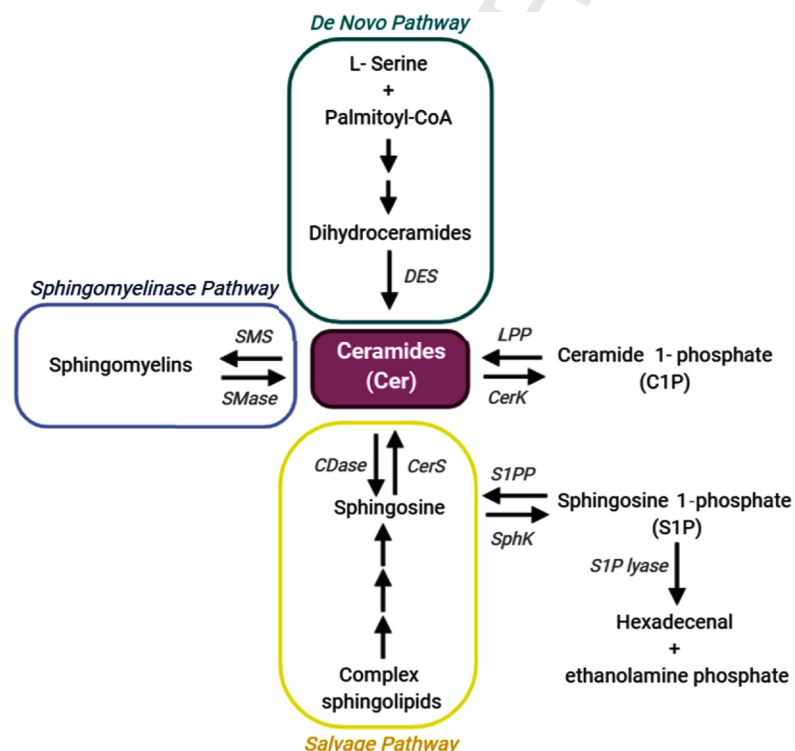 De Novo Pathway
L- Serine
+
Palmitoyl-CoA
Dihydroceramides
DES
Sphingomyelinase Pathway
SMS
Sphingomyelins
SMase
Ceramides
(Cer)
LPP
CerK
Ceramide 1- phosphate
(C1P)
CDase
CerS
Sphingosine
S1PP
SphK
Sphingosine 1-phosphate
(S1P)
S1P lyase
Hexadecenal
+
ethanolamine phosphate
Complex
sphingolipids
Salvage Pathway